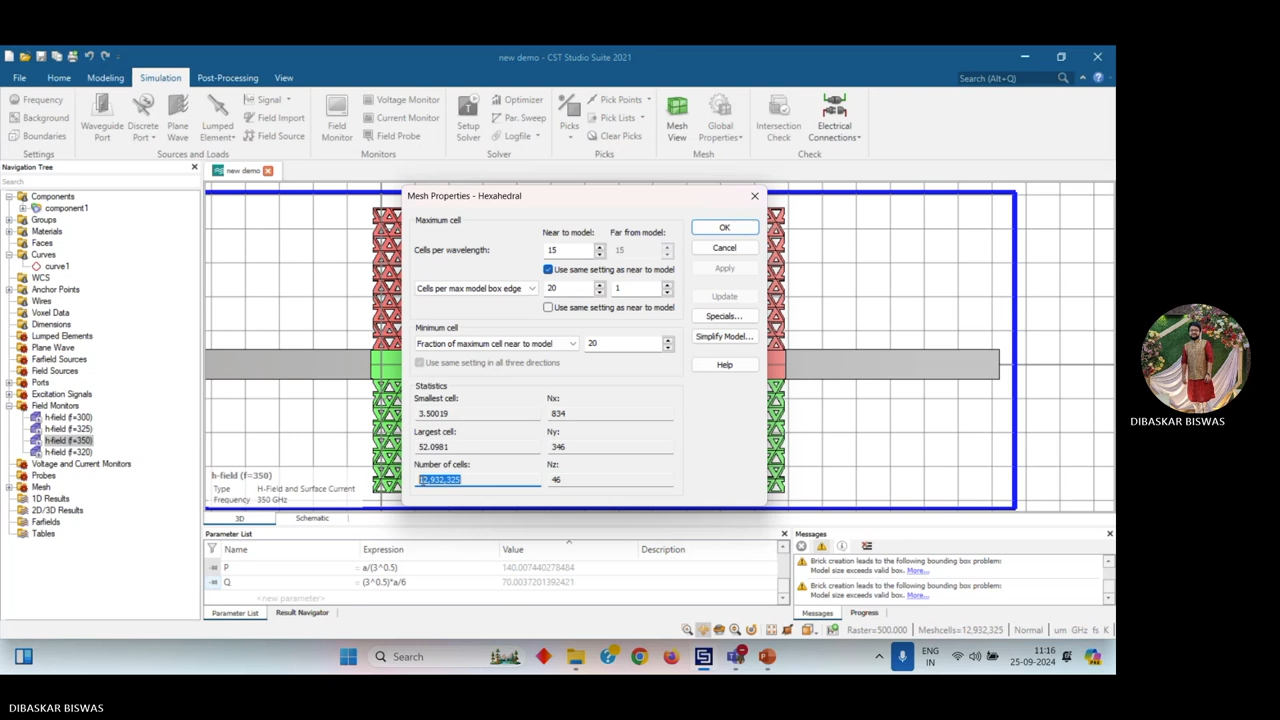 new demo - CST Studio Suite 2021
File Home Modeling Simulation Post-Processing View Search (Alt+Q)
Frequency
Background
Boundaries
Settings
Waveguide Port
Discrete Port
Plane Wave
Lumped Element
Signal
Field Import
Field Source
Sources and Loads
Field Monitor
Voltage Monitor
Current Monitor
Field Probe
Monitors
Setup Solver
Optimizer
Par. Sweep
Logfile
Solver
Picks
Pick Points
Pick Lists
Clear Picks
Picks
Mesh View
Global Properties
Mesh
Intersection Check
Electrical Connections
Check
Navigation Tree
Search
Components
component1
Groups
Materials
Faces
Curves
curve1
WCS
Anchor Points
Wires
Voxel Data
Dimensions
Lumped Elements
Plane Wave
Farfield Sources
Field Sources
Ports
Excitation Signals
Field Monitors
h-field (f=300)
h-field (f=325)
h-field (f=350)
h-field (f=320)
Voltage and Current Monitors
Probes
Mesh
1D Results
2D/3D Results
Farfields
Tables
new demo
Mesh Properties - Hexahedral
Maximum cell
Near to model: Far from model:
Cells per wavelength: 15 15
Use same setting as near to model
Cells per max model box edge 20 1
Use same setting as near to model
Minimum cell
Fraction of maximum cell near to model 20
Use same setting in all three directions
Statistics
Smallest cell: Nx:
3.50019 834
Largest cell: Ny:
52.0981 346
Number of cells: Nz:
12,932,325 46
OK
Cancel
Apply
Update
Specials...
Simplify Model...
Help
h-field (f=350)
Type H-Field and Surface Current
Frequency 350 GHz
3D Schematic
Parameter List
Name Expression Value Description
P = a/(3^0.5) 140.007440278484
Q = (3^0.5)*a/6 70.0037201392421
<new parameter>
Parameter List Result Navigator
Messages
Brick creation leads to the following bounding box problem:
Model size exceeds valid box. More...
Brick creation leads to the following bounding box problem:
Model size exceeds valid box. More...
Messages Progress
Raster=500.000 Meshcells=12,932,325 Normal um GHz fs K
Search
ENG
IN
11:16
25-09-2024
DIBASKAR BISWAS
DIBASKAR BISWAS